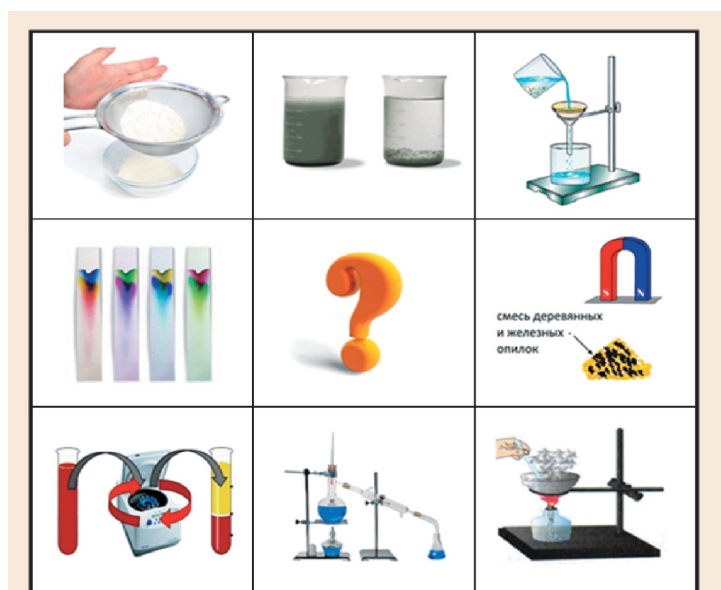 смесь деревянных
и железных
опилок